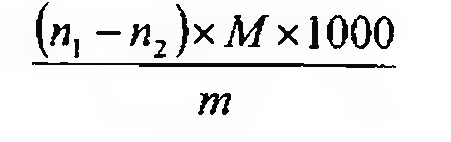 (n₁ − n₂) × M × 1000
m